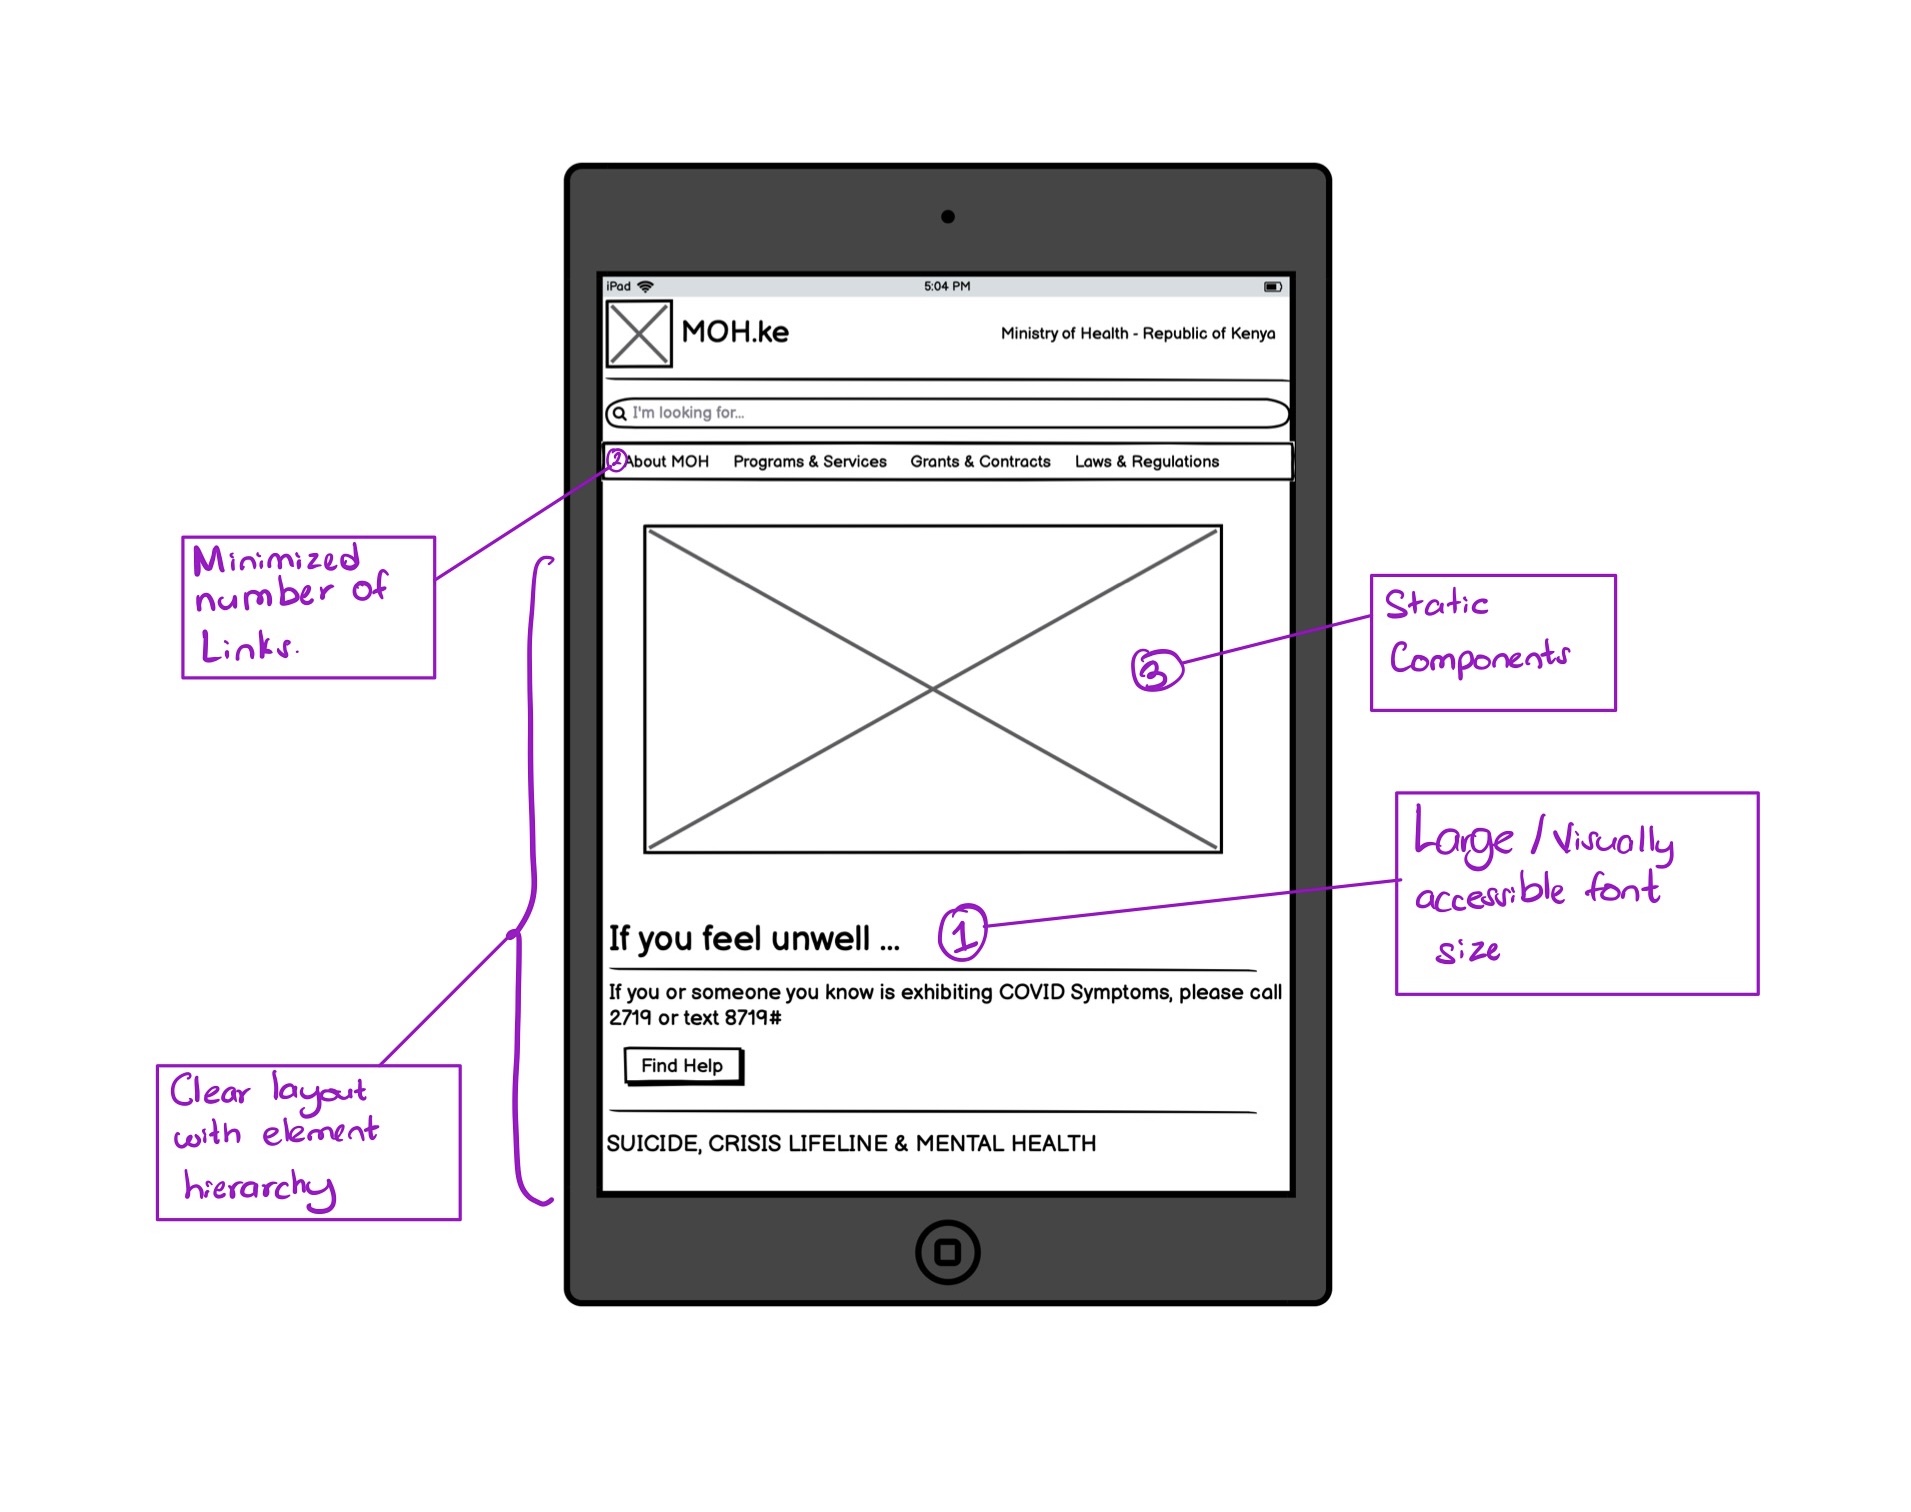 iPad
5:04 PM
MOH.ke
Ministry of Health - Republic of Kenya
I'm looking for...
2
About MOH
Programs & Services
Grants & Contracts
Laws & Regulations
Minimized
number of
Links.
3
Static
Components
If you feel unwell ...
1
Large / Visually
accessible font
size
If you or someone you know is exhibiting COVID Symptoms, please call
2719 or text 8719#
Find Help
Clear layout
with element
hierarchy
SUICIDE, CRISIS LIFELINE & MENTAL HEALTH